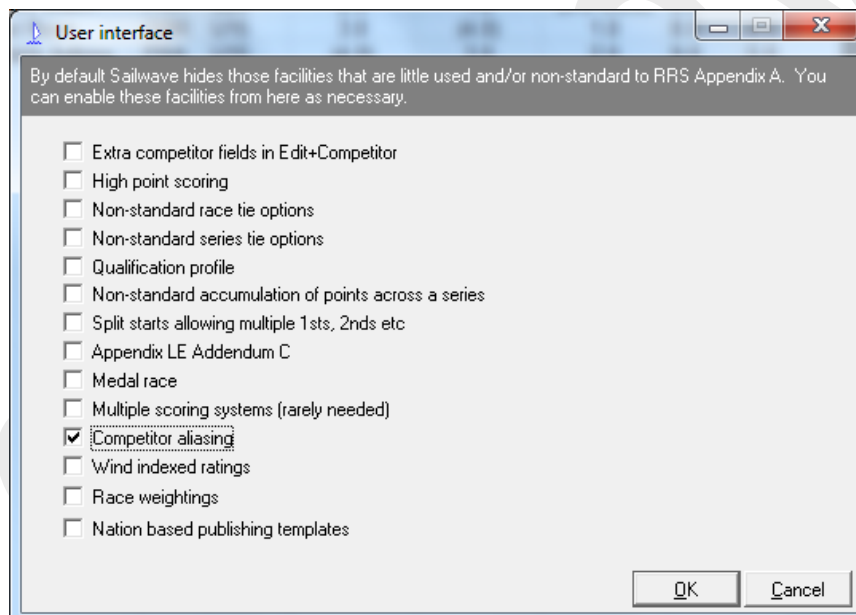 User interface
By default Sailwave hides those facilities that are little used and/or non-standard to RRS Appendix A. You
can enable these facilities from here as necessary.
Extra competitor fields in Edit+Competitor
High point scoring
Non-standard race tie options
Non-standard series tie options
Qualification profile
Non-standard accumulation of points across a series
Split starts allowing multiple 1sts, 2nds etc
Appendix LE Addendum C
Medal race
Multiple scoring systems (rarely needed)
Competitor aliasing
Wind indexed ratings
Race weightings
Nation based publishing templates
OK Cancel